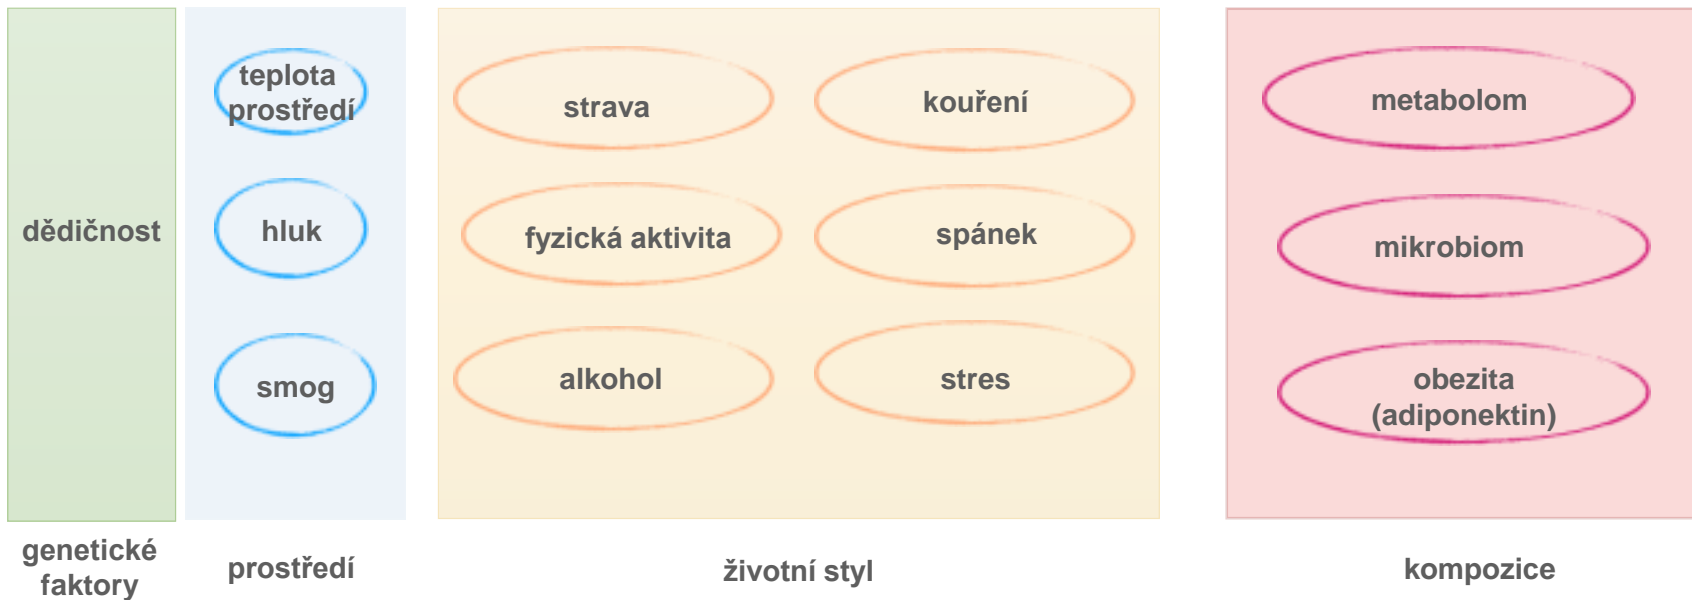 dědičnost
teplota
prostředí
hluk
smog
strava
kouření
fyzická aktivita
spánek
alkohol
stres
metabolom
mikrobiom
obezita
(adiponektin)
genetické
faktory
prostředí
životní styl
kompozice